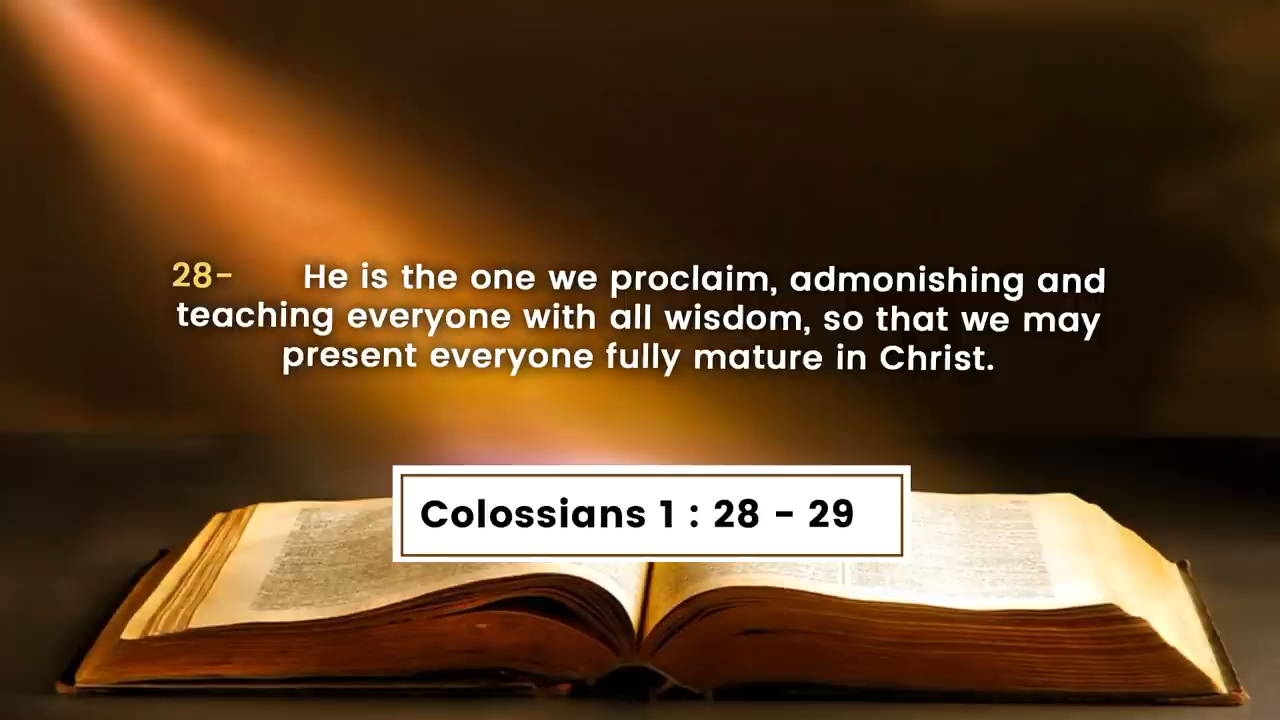 28- He is the one we proclaim, admonishing and
teaching everyone with all wisdom, so that we may
present everyone fully mature in Christ.
Colossians 1 : 28 - 29